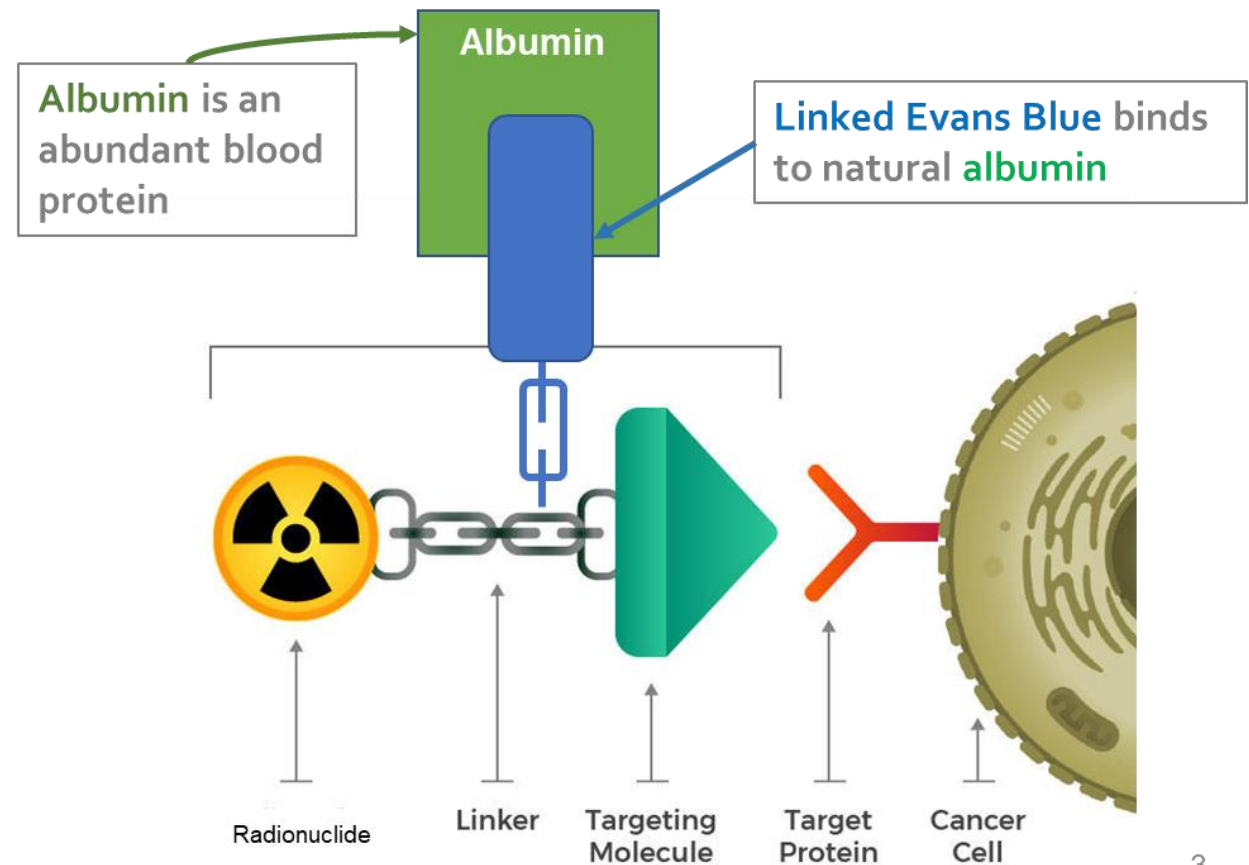 Albumin
Albumin is an
abundant blood
protein
Linked Evans Blue binds
to natural albumin
Radionuclide
Linker
Targeting
Molecule
Target
Protein
Cancer
Cell
3